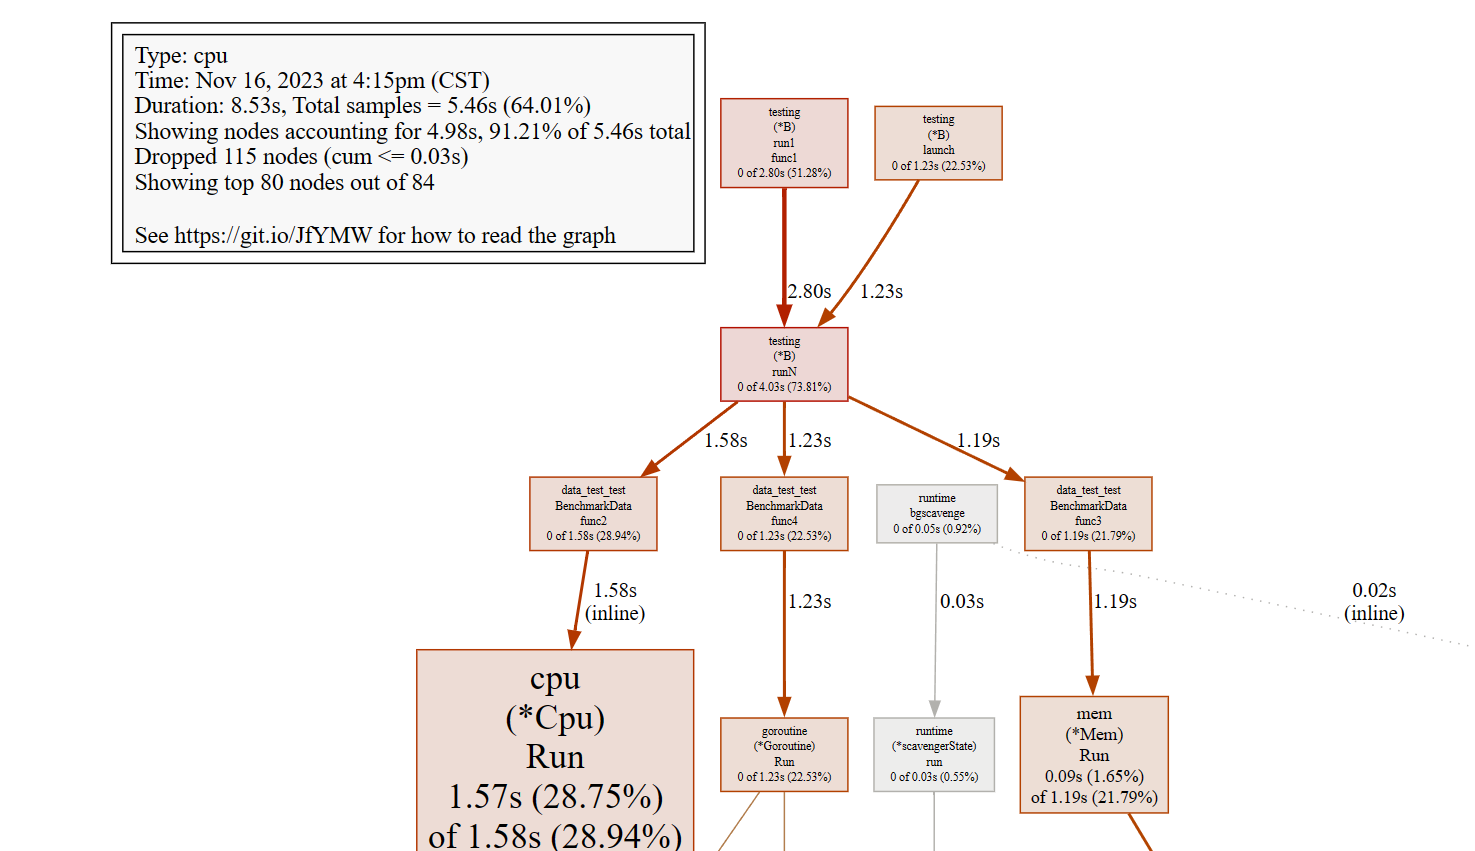 Type: cpu
Time: Nov 16, 2023 at 4:15pm (CST)
Duration: 8.53s, Total samples = 5.46s (64.01%)
Showing nodes accounting for 4.98s, 91.21% of 5.46s total
Dropped 115 nodes (cum <= 0.03s)
Showing top 80 nodes out of 84
See https://git.io/JfYMW for how to read the graph
testing
(*B)
run1
func1
0 of 2.80s (51.28%)
testing
(*B)
launch
0 of 1.23s (22.53%)
2.80s
1.23s
testing
(*B)
runN
0 of 4.03s (73.81%)
1.58s
1.23s
1.19s
data_test_test
BenchmarkData
func2
0 of 1.58s (28.94%)
data_test_test
BenchmarkData
func4
0 of 1.23s (22.53%)
runtime
bgscavenge
0 of 0.05s (0.92%)
data_test_test
BenchmarkData
func3
0 of 1.19s (21.79%)
1.58s
(inline)
1.23s
0.03s
1.19s
0.02s
(inline)
cpu
(*Cpu)
Run
1.57s (28.75%)
of 1.58s (28.94%)
goroutine
(*Goroutine)
Run
0 of 1.23s (22.53%)
runtime
(*scavengerState)
run
0 of 0.03s (0.55%)
mem
(*Mem)
Run
0.09s (1.65%)
of 1.19s (21.79%)